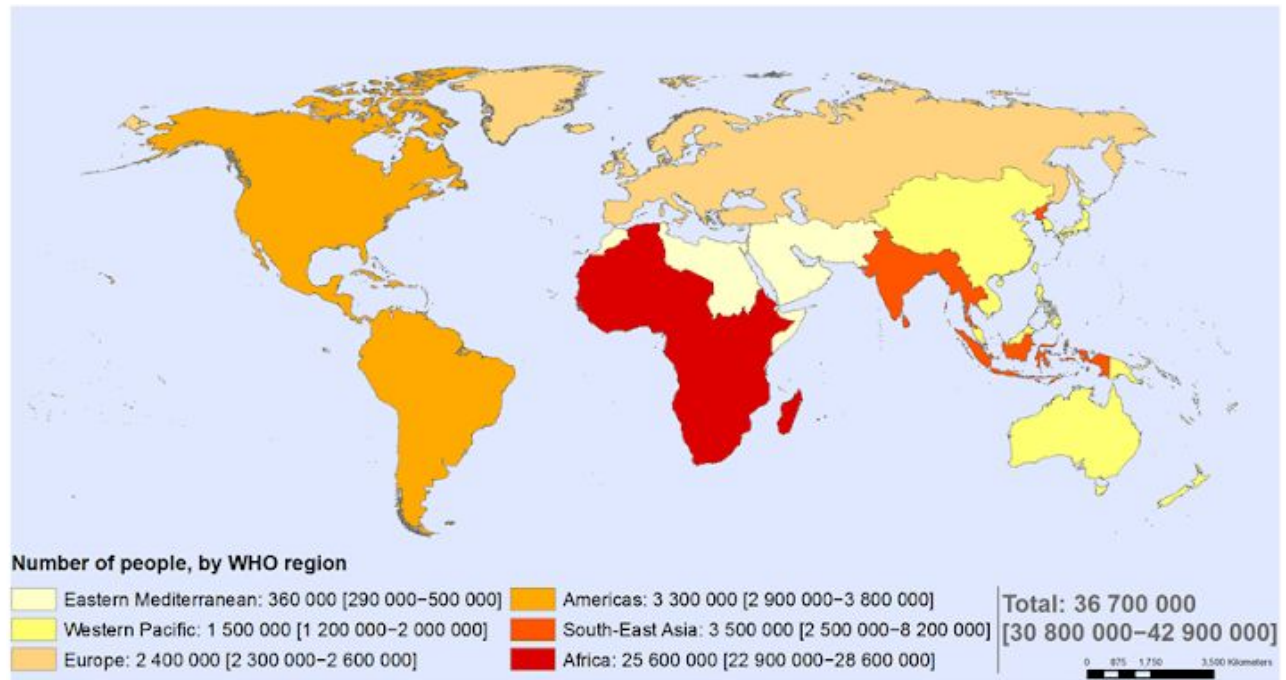 Number of people, by WHO region
Eastern Mediterranean: 360 000 [290 000–500 000]
Western Pacific: 1 500 000 [1 200 000–2 000 000]
Europe: 2 400 000 [2 300 000–2 600 000]
Americas: 3 300 000 [2 900 000–3 800 000]
South-East Asia: 3 500 000 [2 500 000–8 200 000]
Africa: 25 600 000 [22 900 000–28 600 000]
Total: 36 700 000
[30 800 000–42 900 000]
0 875 1,750 3,500 Kilometers